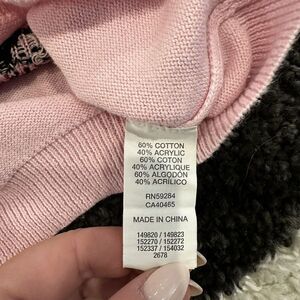 60% COTTON
40% ACRYLIC
60% COTON
40% ACRYLIQUE
60% ALGODON
40% ACRILICO
RN59284
CA40465
MADE IN CHINA
149820 / 149823
152270 / 152272
152337 / 154032
2678